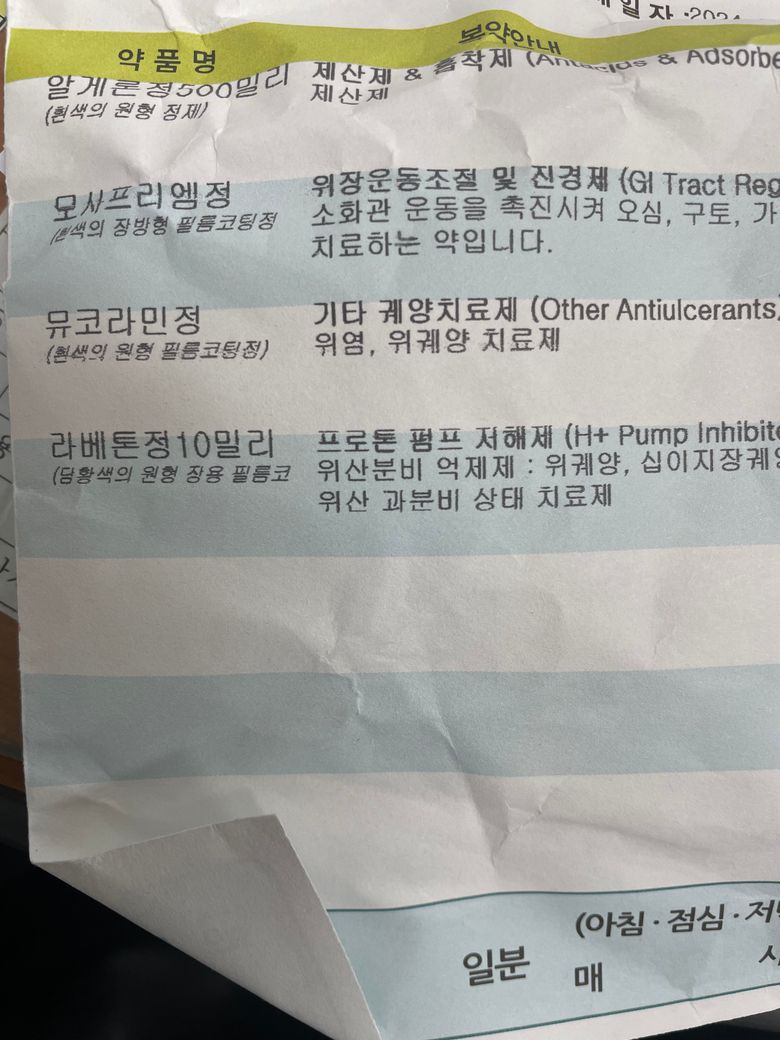 일자 :2024
약 품 명 복약안내
알게론정500밀리 제산제 & 흡착제 (Antacids & Adsorbe
(흰색의 원형 정제) 제산제
모사프리엠정 위장운동조절 및 진경제 (GI Tract Reg
(흰색의 장방형 필름코팅정 소화관 운동을 촉진시켜 오심, 구토, 가
치료하는 약입니다.
뮤코라민정 기타 궤양치료제 (Other Antiulcerants
(흰색의 원형 필름코팅정) 위염, 위궤양 치료제
라베톤정10밀리 프로톤 펌프 저해제 (H+ Pump Inhibite
(담황색의 원형 장용 필름코 위산분비 억제제 : 위궤양, 십이지장궤양
위산 과분비 상태 치료제
(아침·점심·저녁
일분 매 시